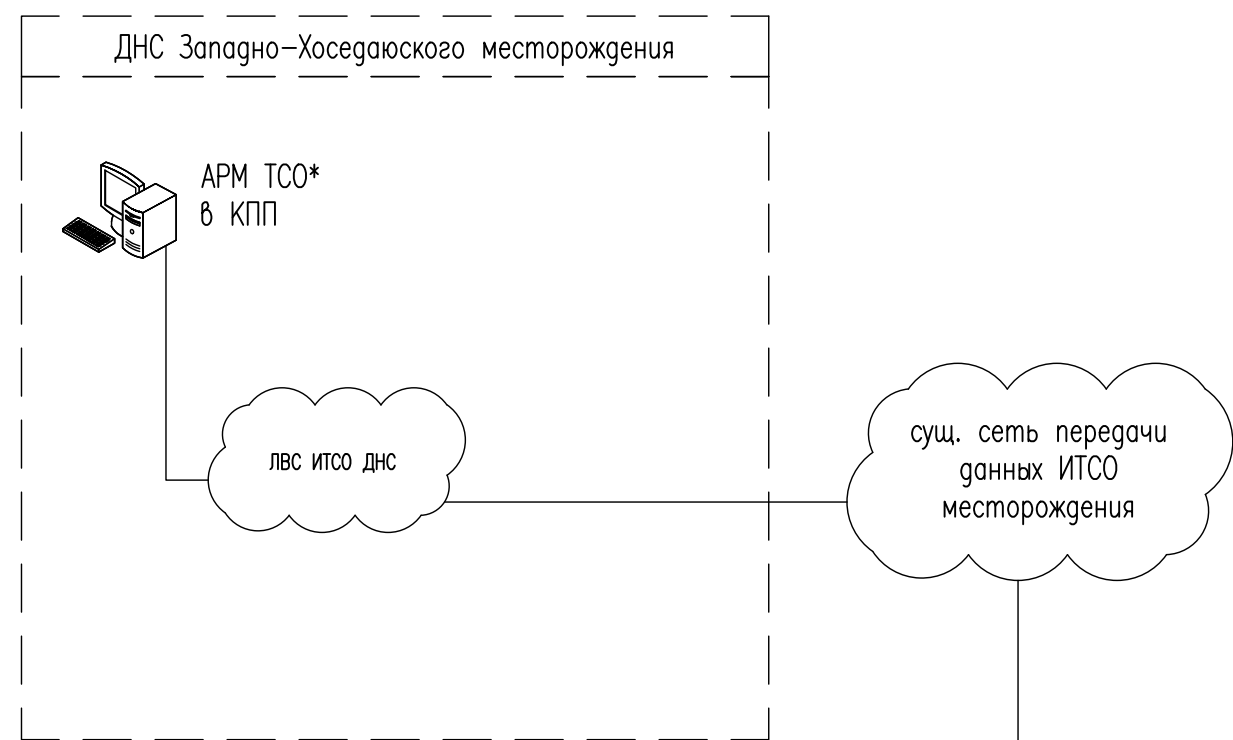 ДНС Западно-Хоседаюского месторождения
АРМ ТСО*
в КПП
ЛВС ИТСО ДНС
сущ. сеть передачи
данных ИТСО
месторождения